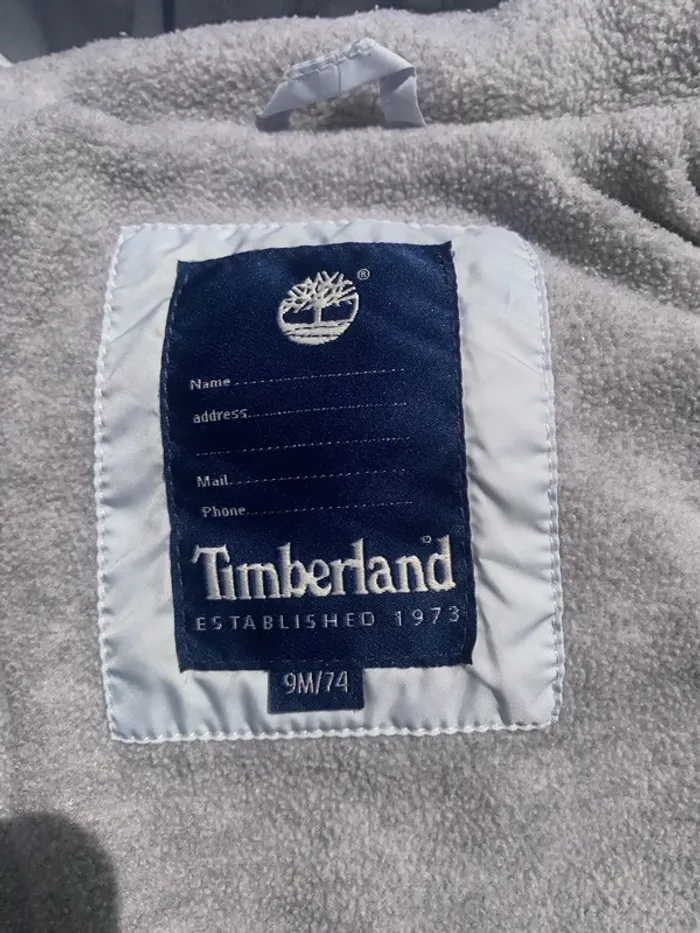 ®
Name
address
Mail
Phone
Timberland®
ESTABLISHED 1973
9M/74